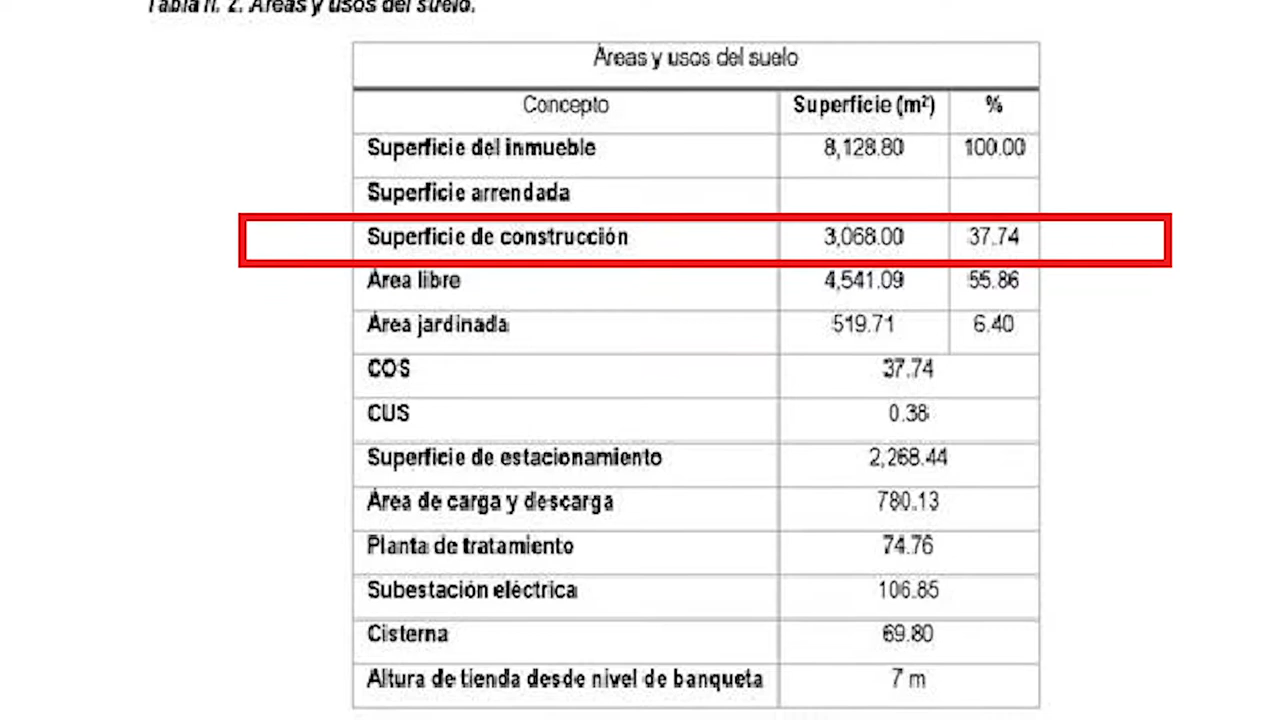 Tabla n. 2. Áreas y usos del suelo.
Áreas y usos del suelo
Concepto Superficie (m²) %
Superficie del inmueble 8,128.80 100.00
Superficie arrendada
Superficie de construcción 3,068.00 37.74
Área libre 4,541.09 55.86
Área jardinada 519.71 6.40
COS 37.74
CUS 0.38
Superficie de estacionamiento 2,268.44
Área de carga y descarga 780.13
Planta de tratamiento 74.76
Subestación eléctrica 106.85
Cisterna 69.80
Altura de tienda desde nivel de banqueta 7 m